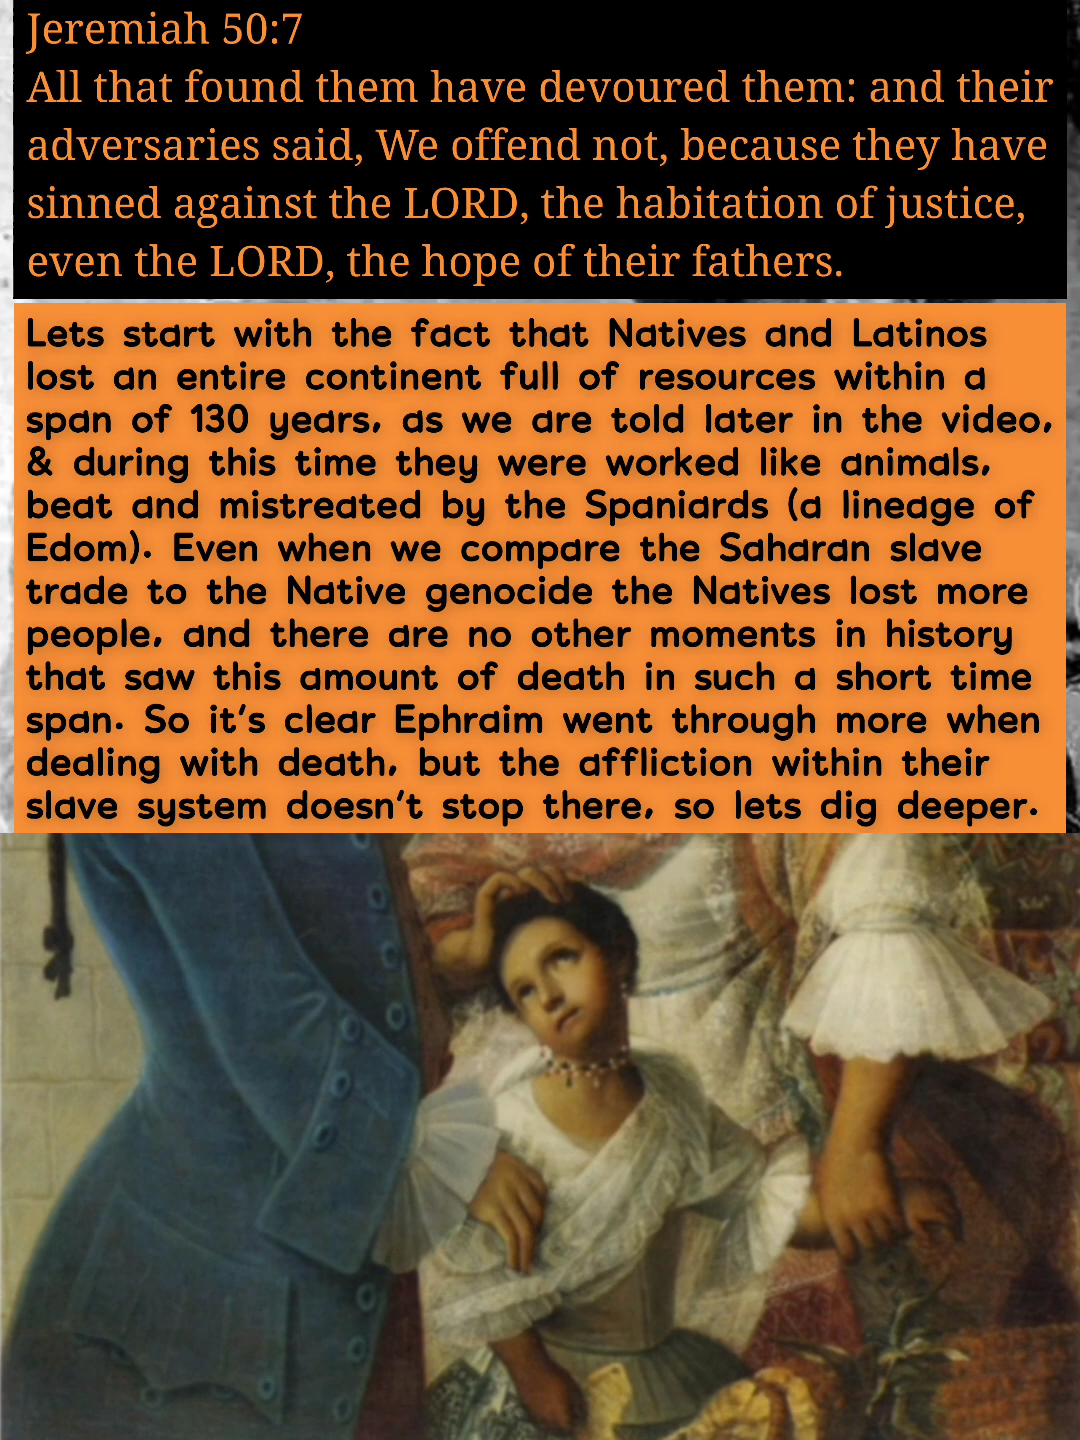 Jeremiah 50:7
All that found them have devoured them: and their
adversaries said, We offend not, because they have
sinned against the LORD, the habitation of justice,
even the LORD, the hope of their fathers.
Lets start with the fact that Natives and Latinos
lost an entire continent full of resources within a
span of 130 years, as we are told later in the video,
& during this time they were worked like animals,
beat and mistreated by the Spaniards (a lineage of
Edom). Even when we compare the Saharan slave
trade to the Native genocide the Natives lost more
people, and there are no other moments in history
that saw this amount of death in such a short time
span. So it's clear Ephraim went through more when
dealing with death, but the affliction within their
slave system doesn't stop there, so lets dig deeper.